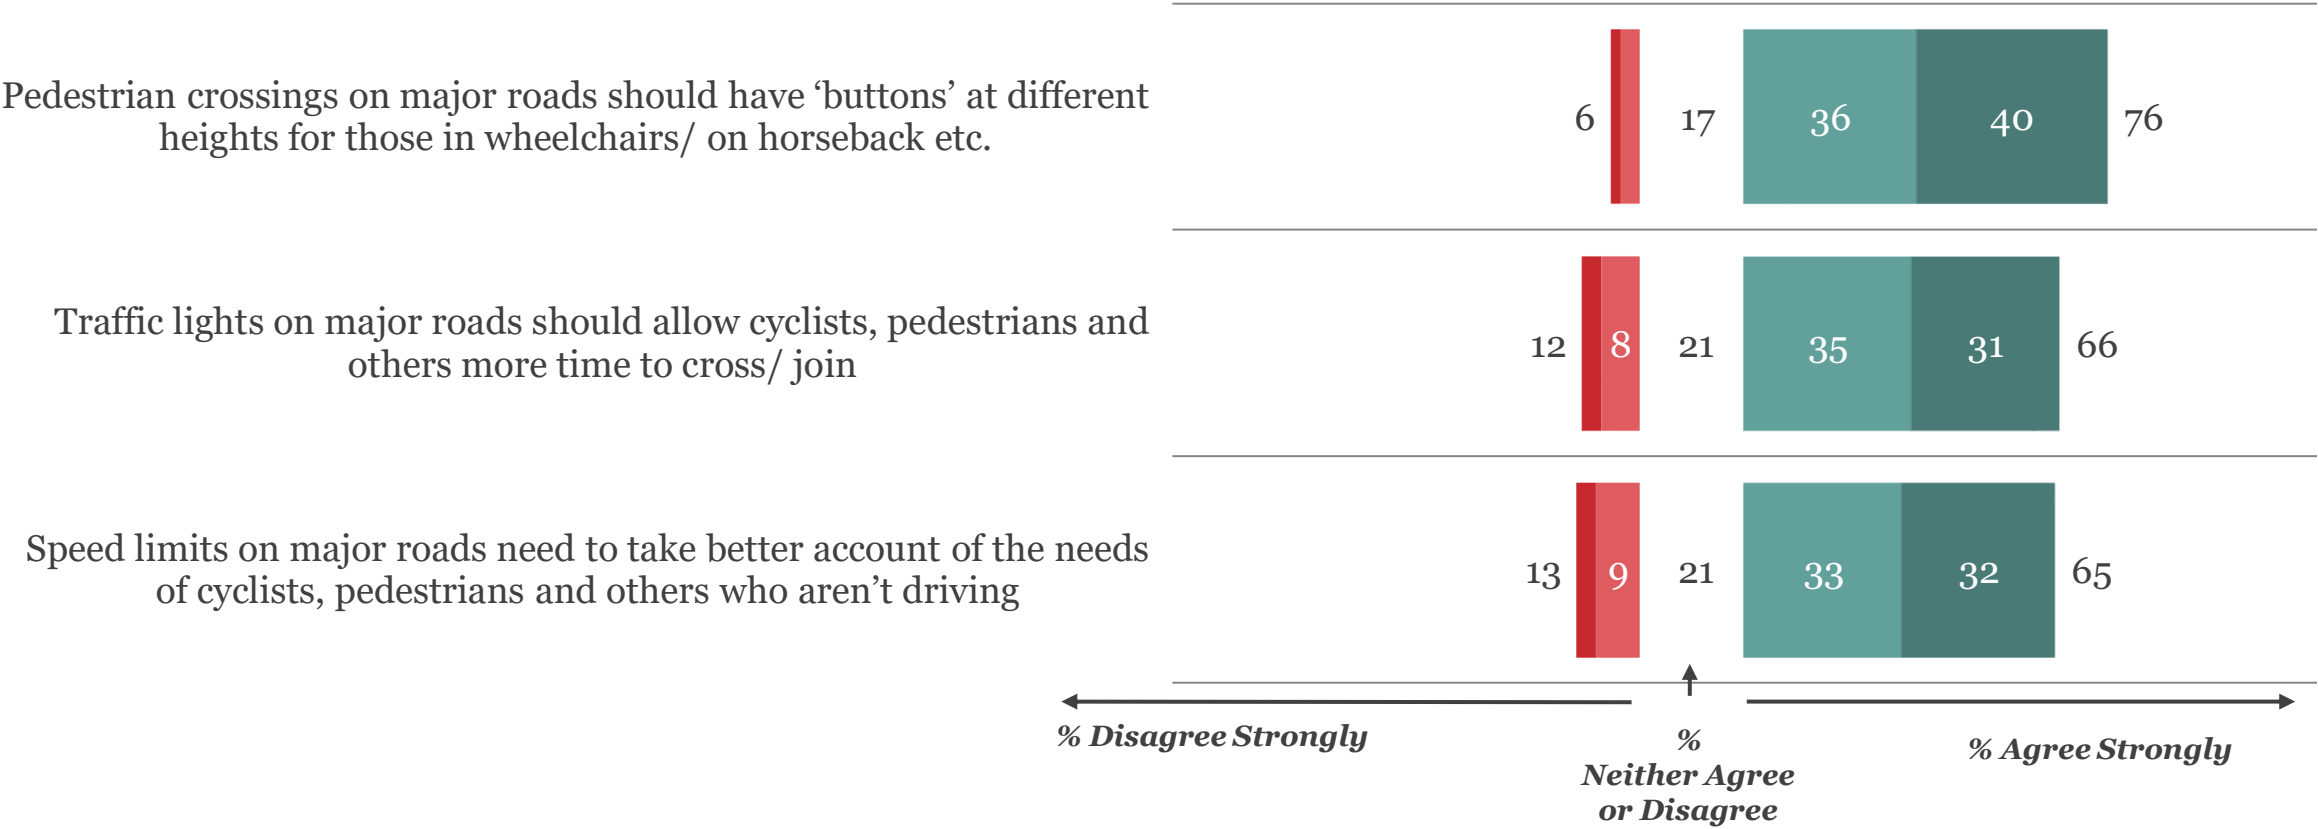 Pedestrian crossings on major roads should have ‘buttons’ at different
heights for those in wheelchairs/ on horseback etc.
6 17 36 40 76
Traffic lights on major roads should allow cyclists, pedestrians and
others more time to cross/ join
12 8 21 35 31 66
Speed limits on major roads need to take better account of the needs
of cyclists, pedestrians and others who aren’t driving
13 9 21 33 32 65
% Disagree Strongly
%
Neither Agree
or Disagree
% Agree Strongly